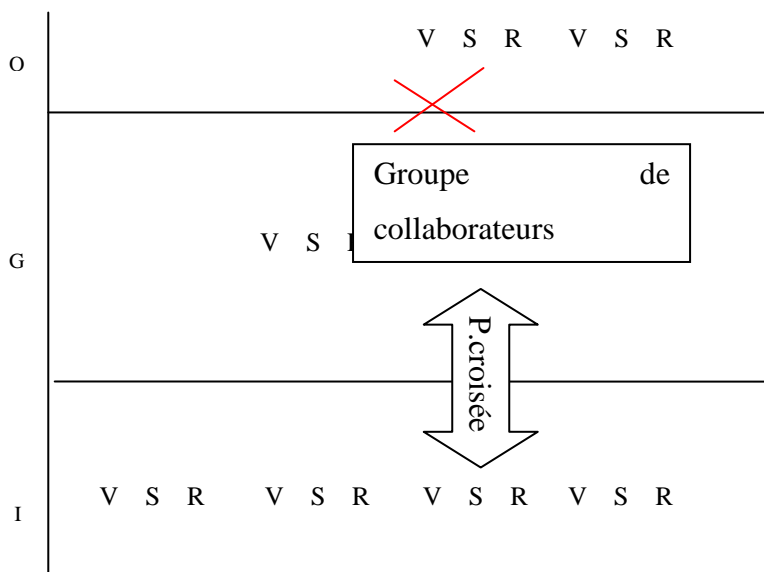 V S R V S R
O
Groupe de
collaborateurs
V S
G
P.croisée
V S R V S R V S R V S R
I